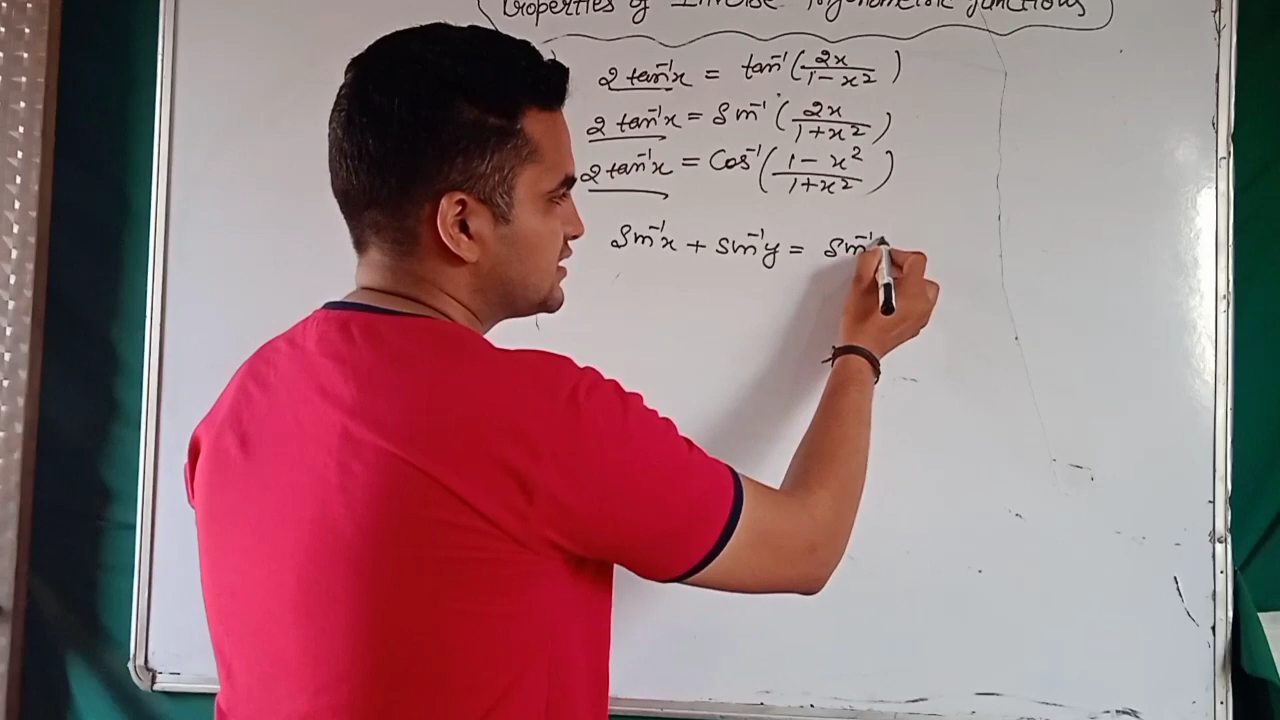 Properties of Inverse Trigonometric functions
2 tan⁻¹x = tan⁻¹(2x/1-x²)
2 tan⁻¹x = Sin⁻¹(2x/1+x²)
2 tan⁻¹x = Cos⁻¹(1-x²/1+x²)
Sin⁻¹x + Sin⁻¹y = Sin⁻¹